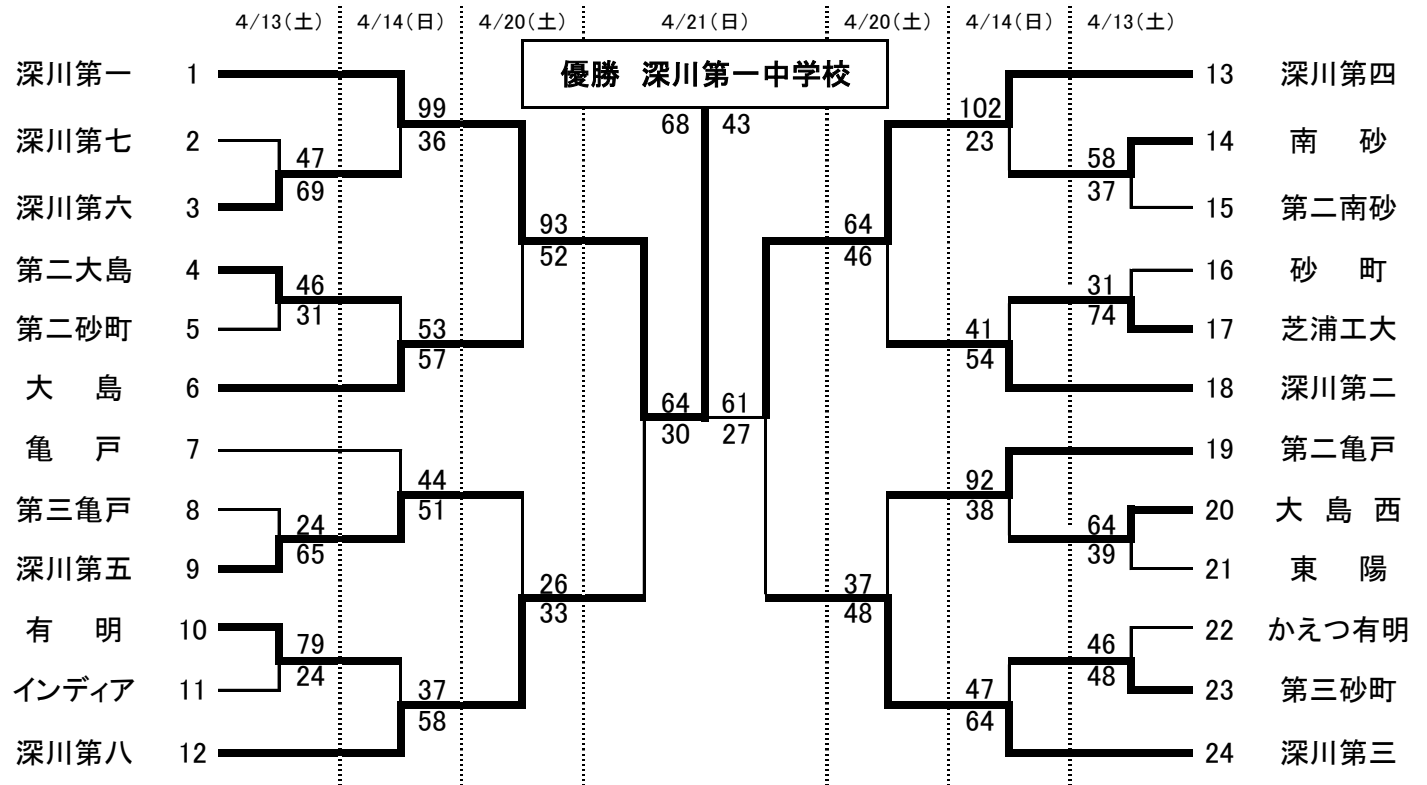 4/13(土) 4/14(日) 4/20(土) 4/21(日) 4/20(土) 4/14(日) 4/13(土)
優勝 深川第一中学校
深川第一 1 13 深川第四
99 102
68 43
36 23
深川第七 2 14 南 砂
47 58
69 37
深川第六 3 15 第二南砂
93 64
52 46
第二大島 4 16 砂 町
46 31
31 74
第二砂町 5 17 芝浦工大
53 41
57 54
大 島 6 18 深川第二
64 61
30 27
亀 戸 7 19 第二亀戸
44 92
51 38
第三亀戸 8 20 大 島 西
24 64
65 39
深川第五 9 21 東 陽
26 37
33 48
有 明 10 22 かえつ有明
79 46
24 48
インディア 11 23 第三砂町
37 47
58 64
深川第八 12 24 深川第三